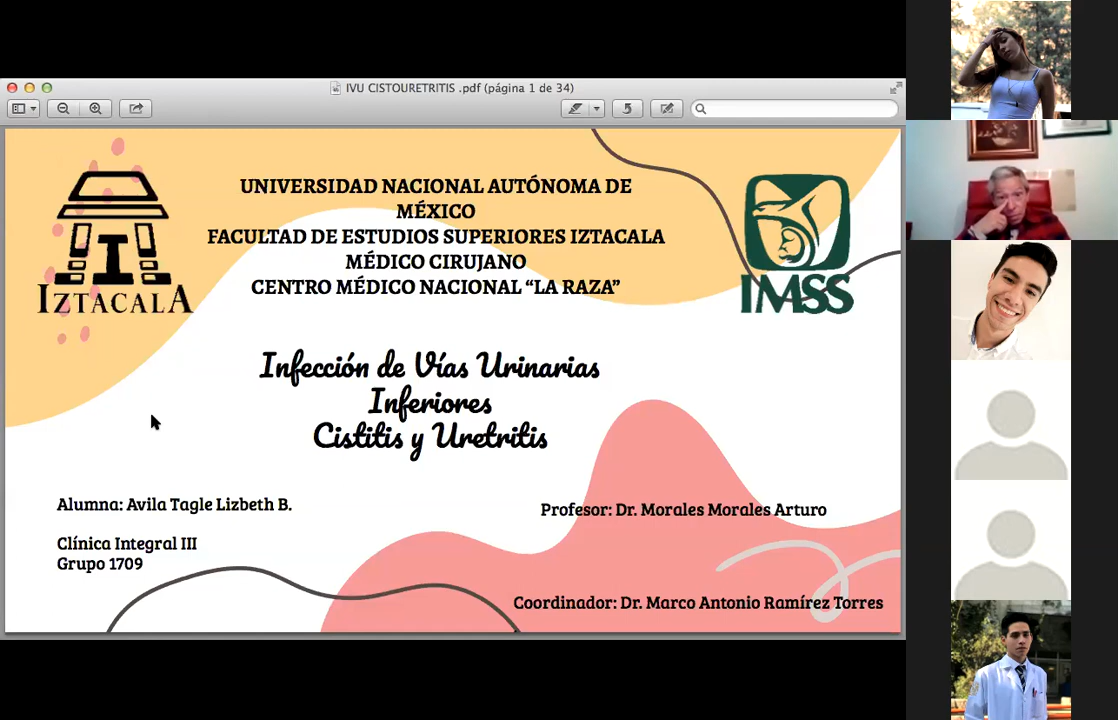 IVU CISTOURETRITIS .pdf (página 1 de 34)
UNIVERSIDAD NACIONAL AUTÓNOMA DE
MÉXICO
FACULTAD DE ESTUDIOS SUPERIORES IZTACALA
MÉDICO CIRUJANO
CENTRO MÉDICO NACIONAL “LA RAZA”
IZTACALA
IMSS
Infección de Vías Urinarias
Inferiores
Cistitis y Uretritis
Alumna: Avila Tagle Lizbeth B.
Profesor: Dr. Morales Morales Arturo
Clínica Integral III
Grupo 1709
Coordinador: Dr. Marco Antonio Ramírez Torres